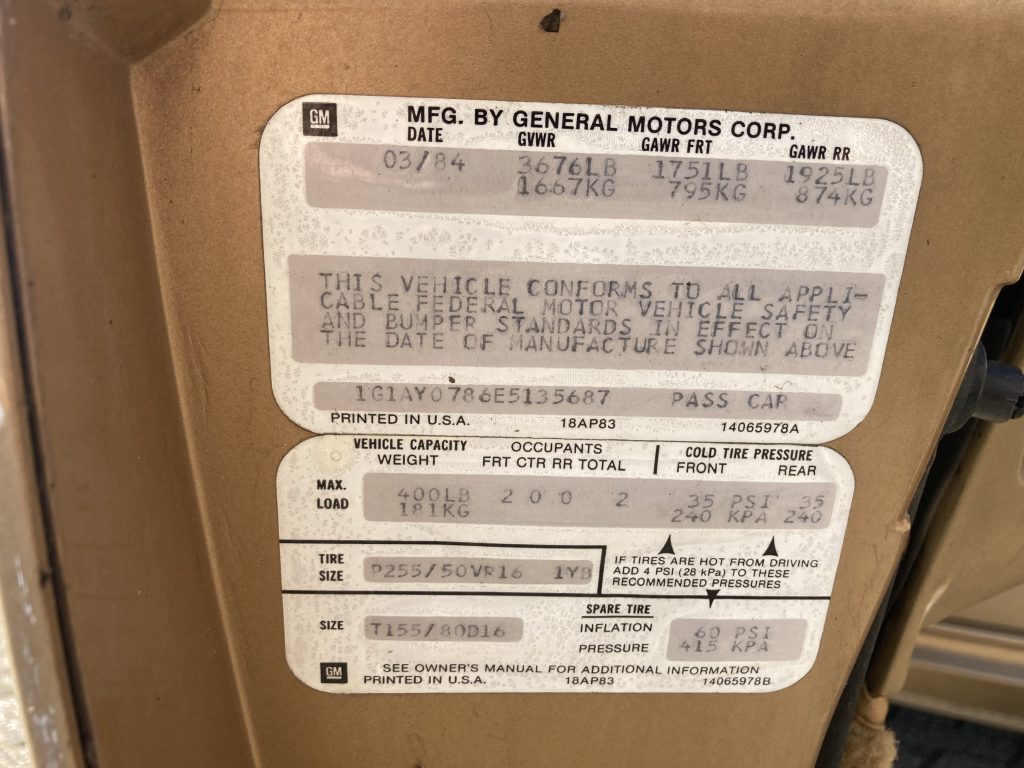 GM
MFG. BY GENERAL MOTORS CORP.
DATE GVWR GAWR FRT GAWR RR
03/84 3676LB 1751LB 1925LB
1667KG 795KG 874KG
THIS VEHICLE CONFORMS TO ALL APPLI-
CABLE FEDERAL MOTOR VEHICLE SAFETY
AND BUMPER STANDARDS IN EFFECT ON
THE DATE OF MANUFACTURE SHOWN ABOVE
1G1AY0786E5135687 PASS CAR
PRINTED IN U.S.A. 18AP83 14065978A
VEHICLE CAPACITY OCCUPANTS COLD TIRE PRESSURE
WEIGHT FRT CTR RR TOTAL FRONT REAR
MAX.
LOAD
400LB 2 0 0 2 35 PSI 35
181KG 240 KPA 240
TIRE
SIZE
P255/50VR16 1YB
IF TIRES ARE HOT FROM DRIVING
ADD 4 PSI (28 kPa) TO THESE
RECOMMENDED PRESSURES
SIZE T155/80D16
SPARE TIRE
INFLATION
PRESSURE
60 PSI
415 KPA
GM
SEE OWNER'S MANUAL FOR ADDITIONAL INFORMATION
PRINTED IN U.S.A. 18AP83 14065978B